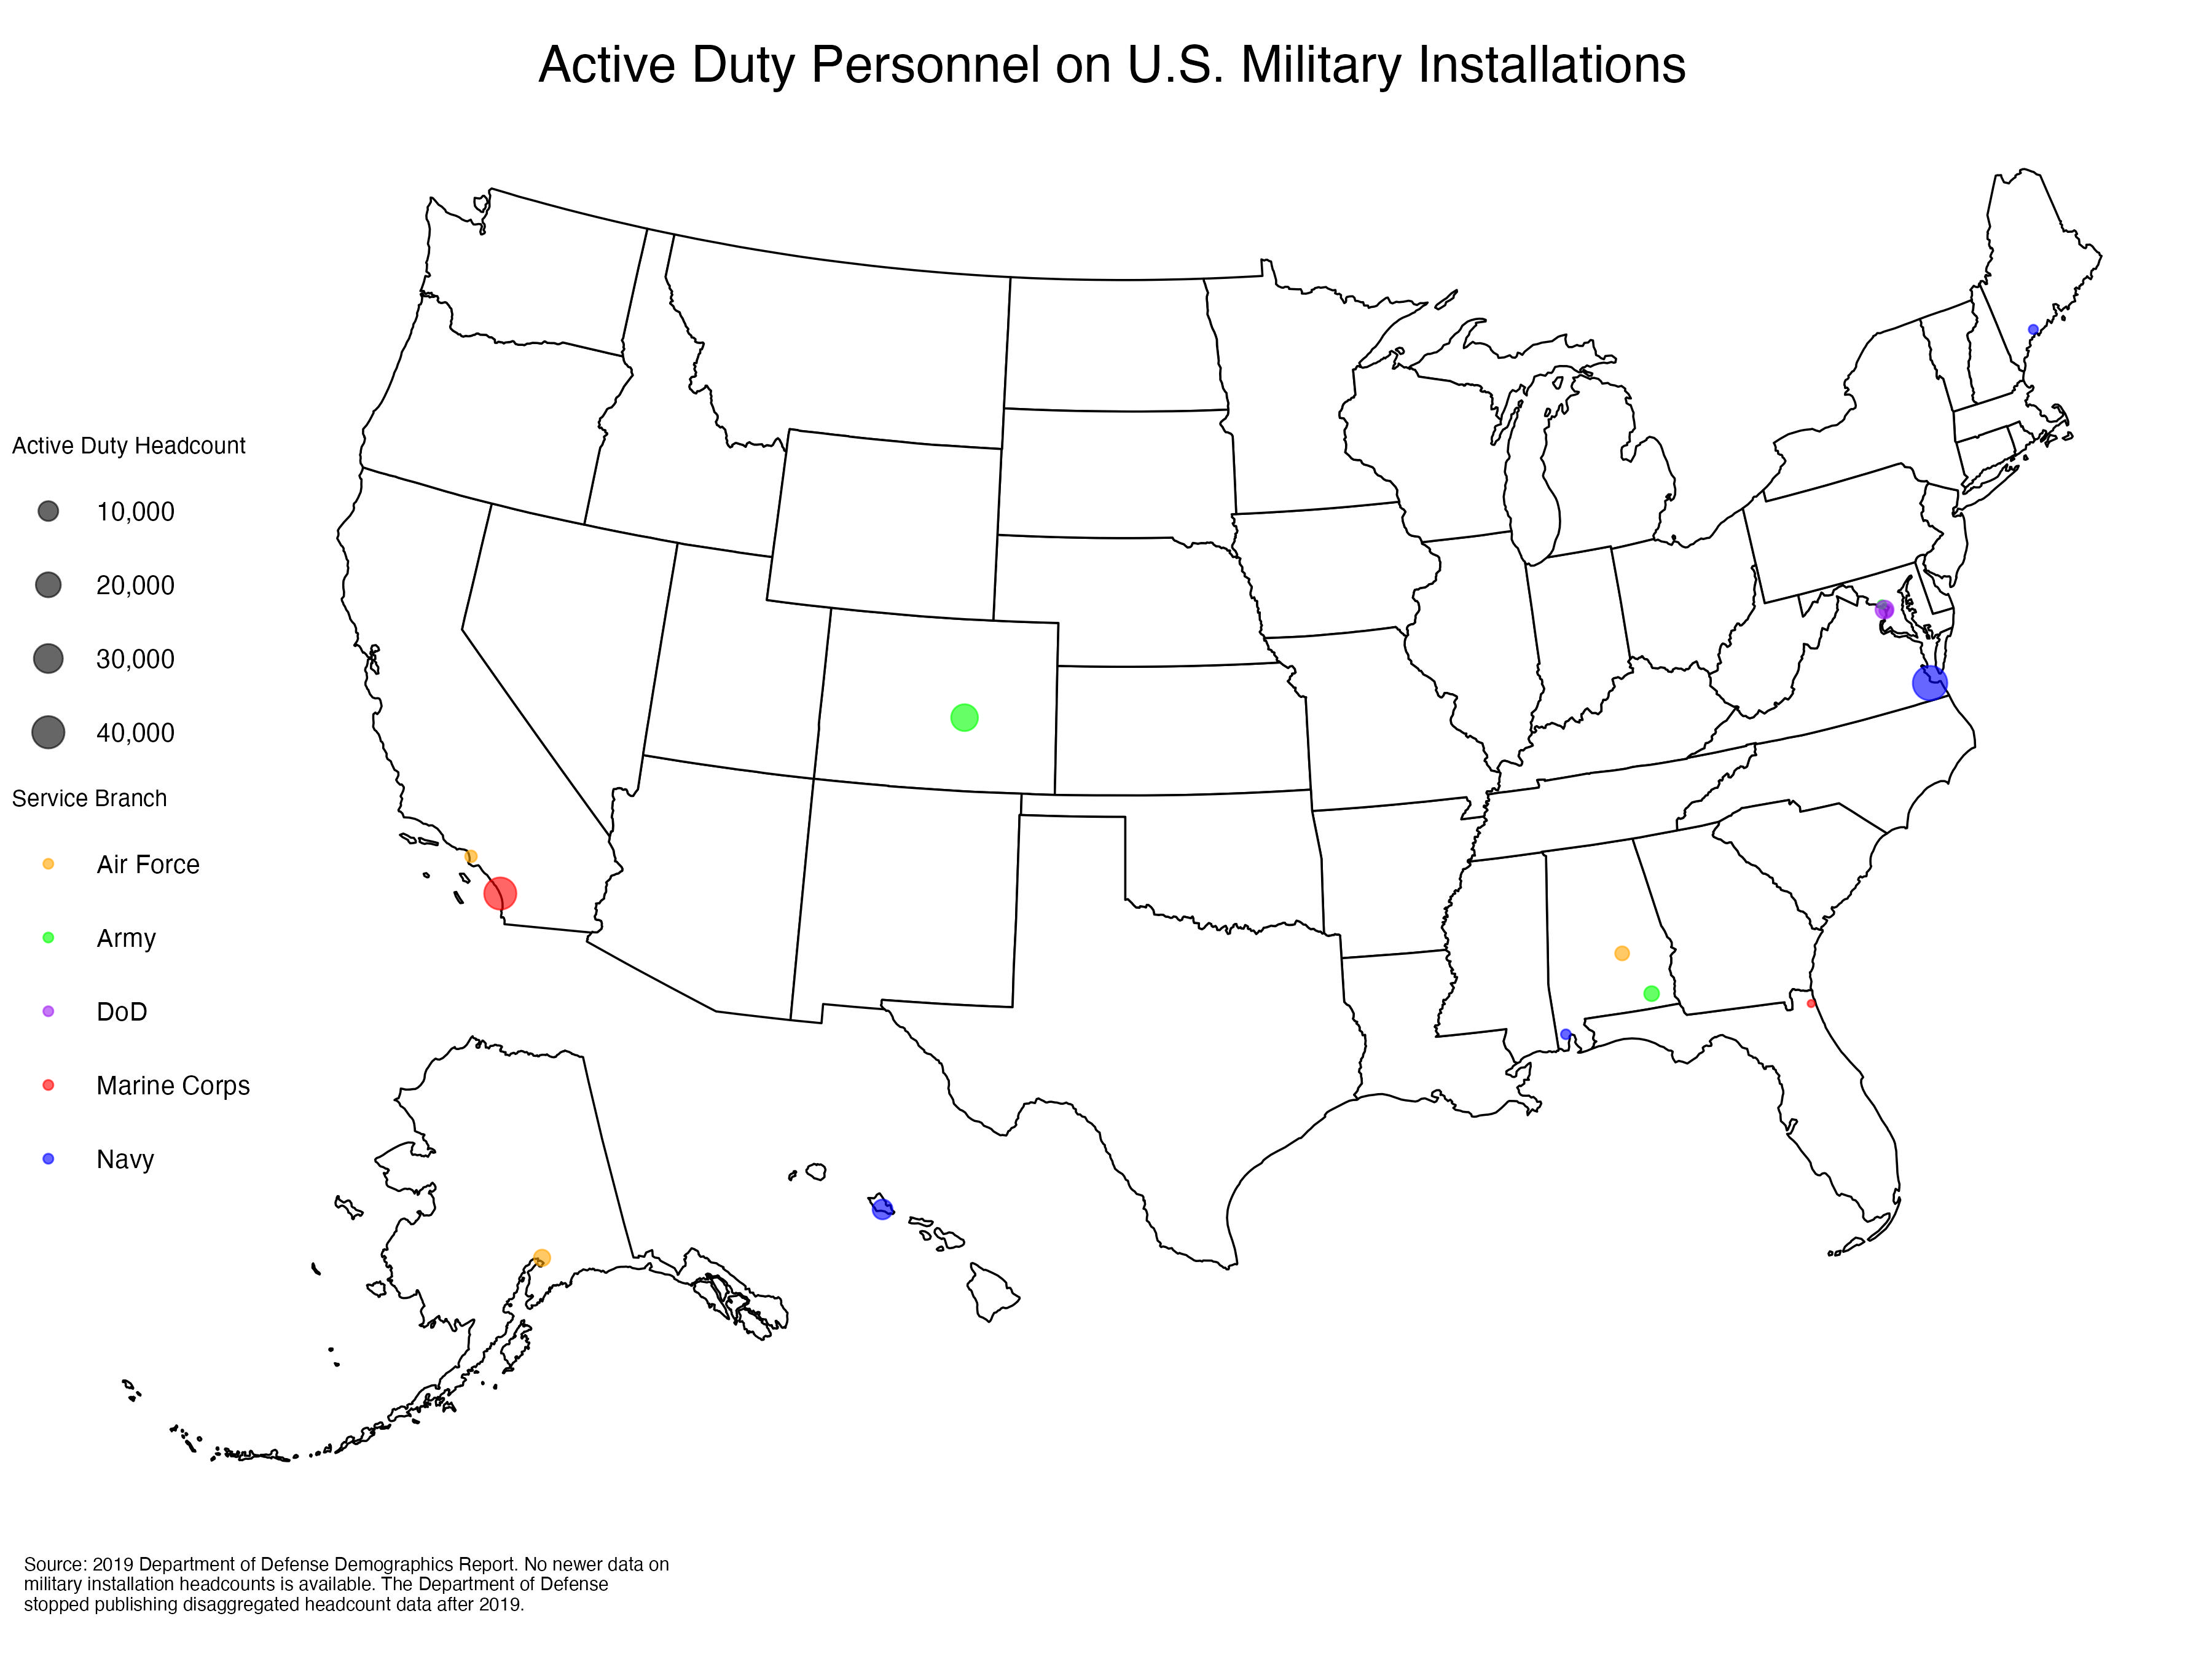 Active Duty Personnel on U.S. Military Installations
Active Duty Headcount
10,000
20,000
30,000
40,000
Service Branch
Air Force
Army
DoD
Marine Corps
Navy
Source: 2019 Department of Defense Demographics Report. No newer data on
military installation headcounts is available. The Department of Defense
stopped publishing disaggregated headcount data after 2019.